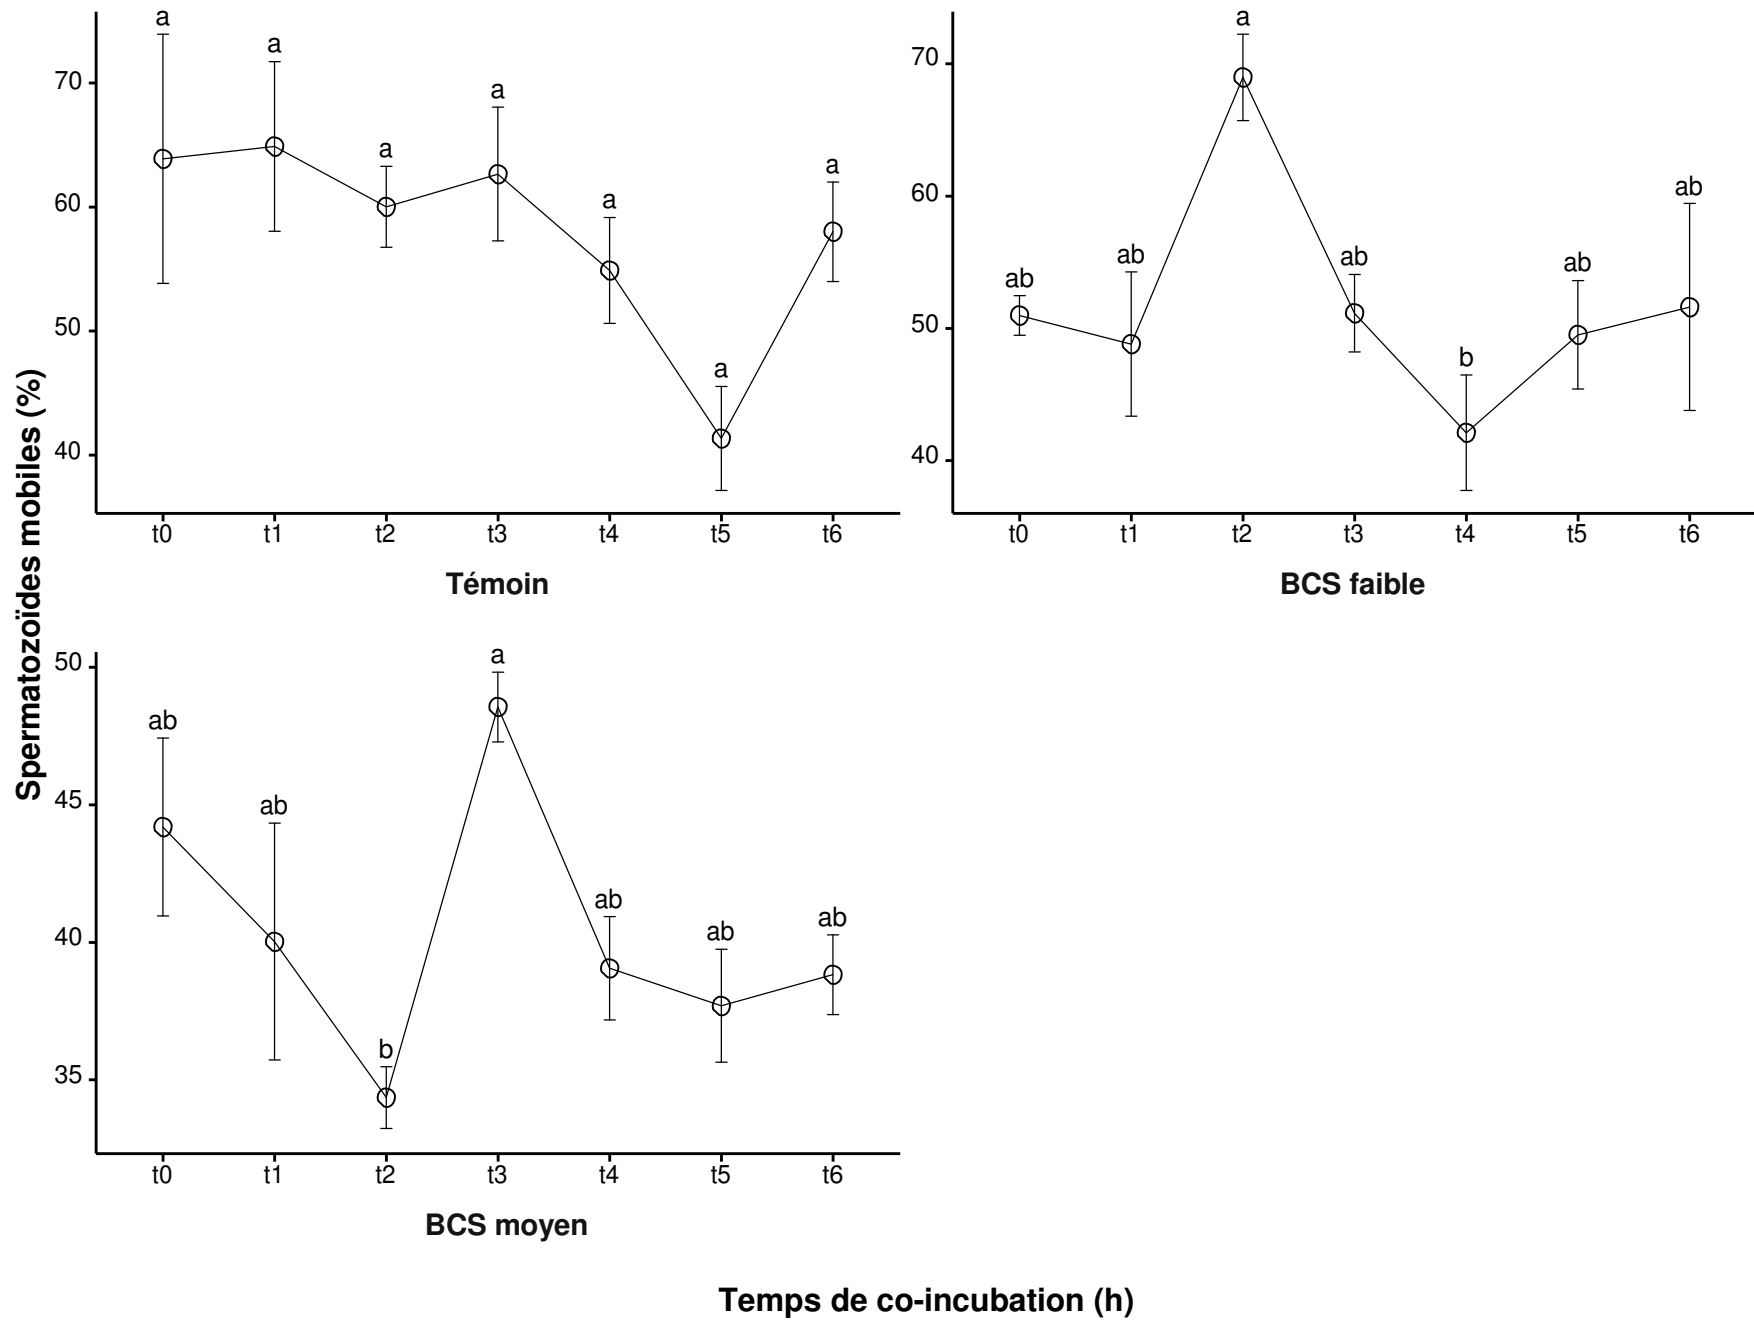 Spermatozoïdes mobiles (%)
a
a
a
a
a
a
a
70
60
50
40
t0 t1 t2 t3 t4 t5 t6
Témoin
a
ab
ab
ab
ab
ab
b
70
60
50
40
t0 t1 t2 t3 t4 t5 t6
BCS faible
a
ab
ab
ab
ab
ab
b
50
45
40
35
t0 t1 t2 t3 t4 t5 t6
BCS moyen
Temps de co-incubation (h)